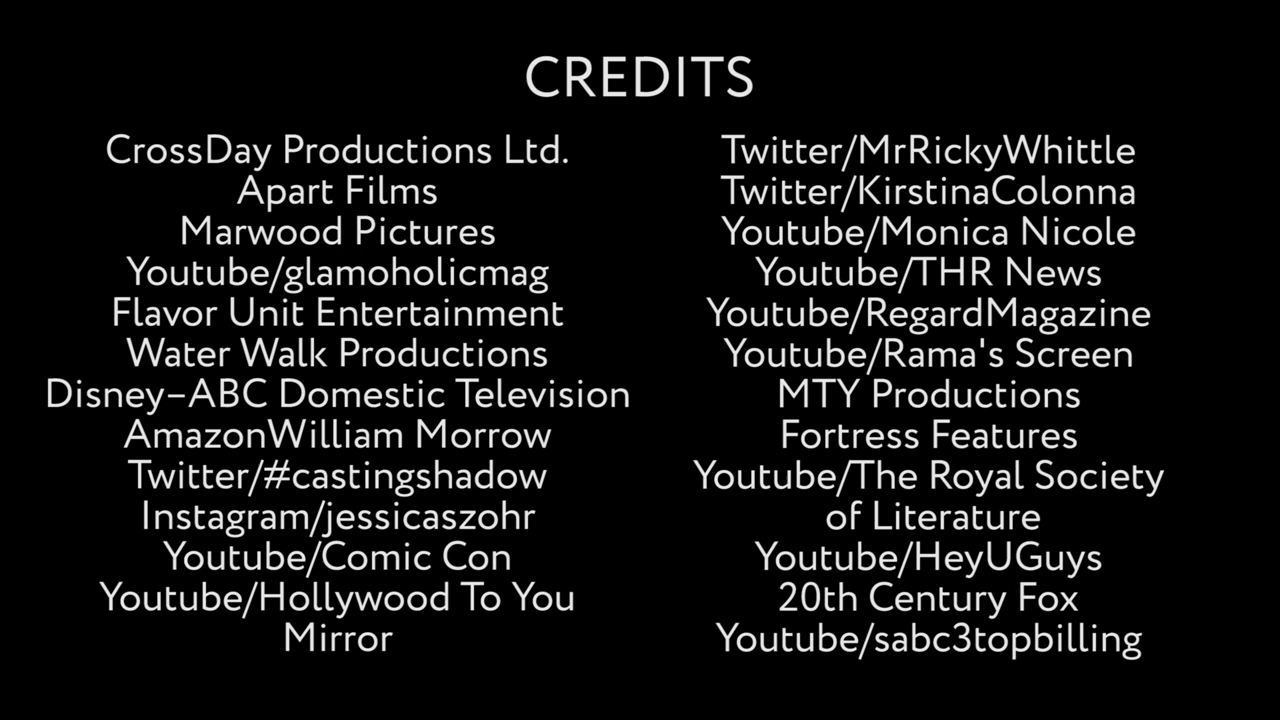 CREDITS
CrossDay Productions Ltd.
Apart Films
Marwood Pictures
Youtube/glamoholicmag
Flavor Unit Entertainment
Water Walk Productions
Disney–ABC Domestic Television
AmazonWilliam Morrow
Twitter/#castingshadow
Instagram/jessicaszohr
Youtube/Comic Con
Youtube/Hollywood To You
Mirror
Twitter/MrRickyWhittle
Twitter/KirstinaColonna
Youtube/Monica Nicole
Youtube/THR News
Youtube/RegardMagazine
Youtube/Rama's Screen
MTY Productions
Fortress Features
Youtube/The Royal Society
of Literature
Youtube/HeyUGuys
20th Century Fox
Youtube/sabc3topbilling